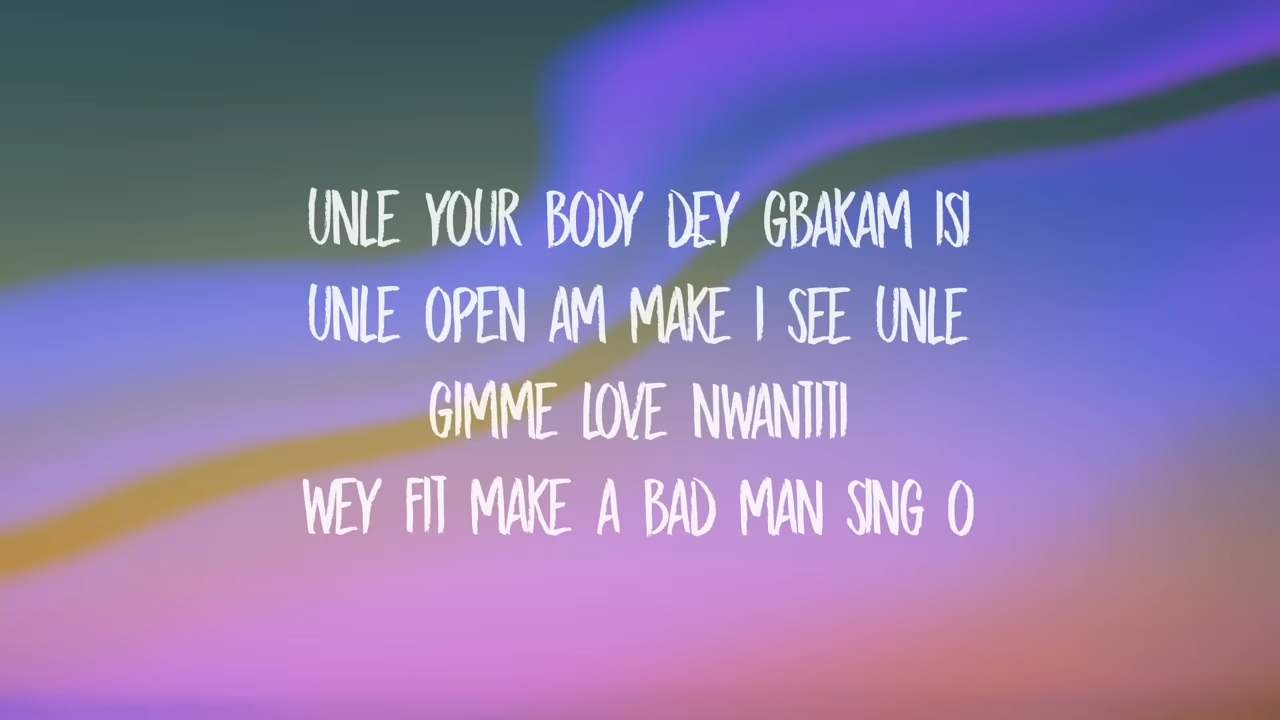 UNLE YOUR BODY DEY GBAKAM ISI
UNLE OPEN AM MAKE I SEE UNLE
GIMME LOVE NWANTITI
WEY FIT MAKE A BAD MAN SING O